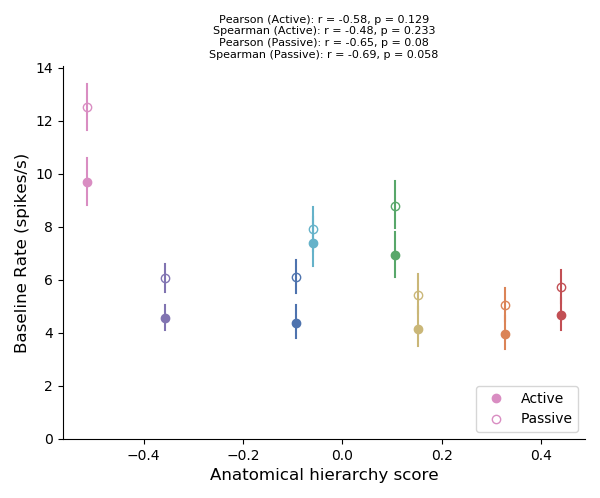 Pearson (Active): r = -0.58, p = 0.129
Spearman (Active): r = -0.48, p = 0.233
Pearson (Passive): r = -0.65, p = 0.08
Spearman (Passive): r = -0.69, p = 0.058
14
12
10
8
6
4
2
0
Baseline Rate (spikes/s)
−0.4
−0.2
0.0
0.2
0.4
Anatomical hierarchy score
Active
Passive